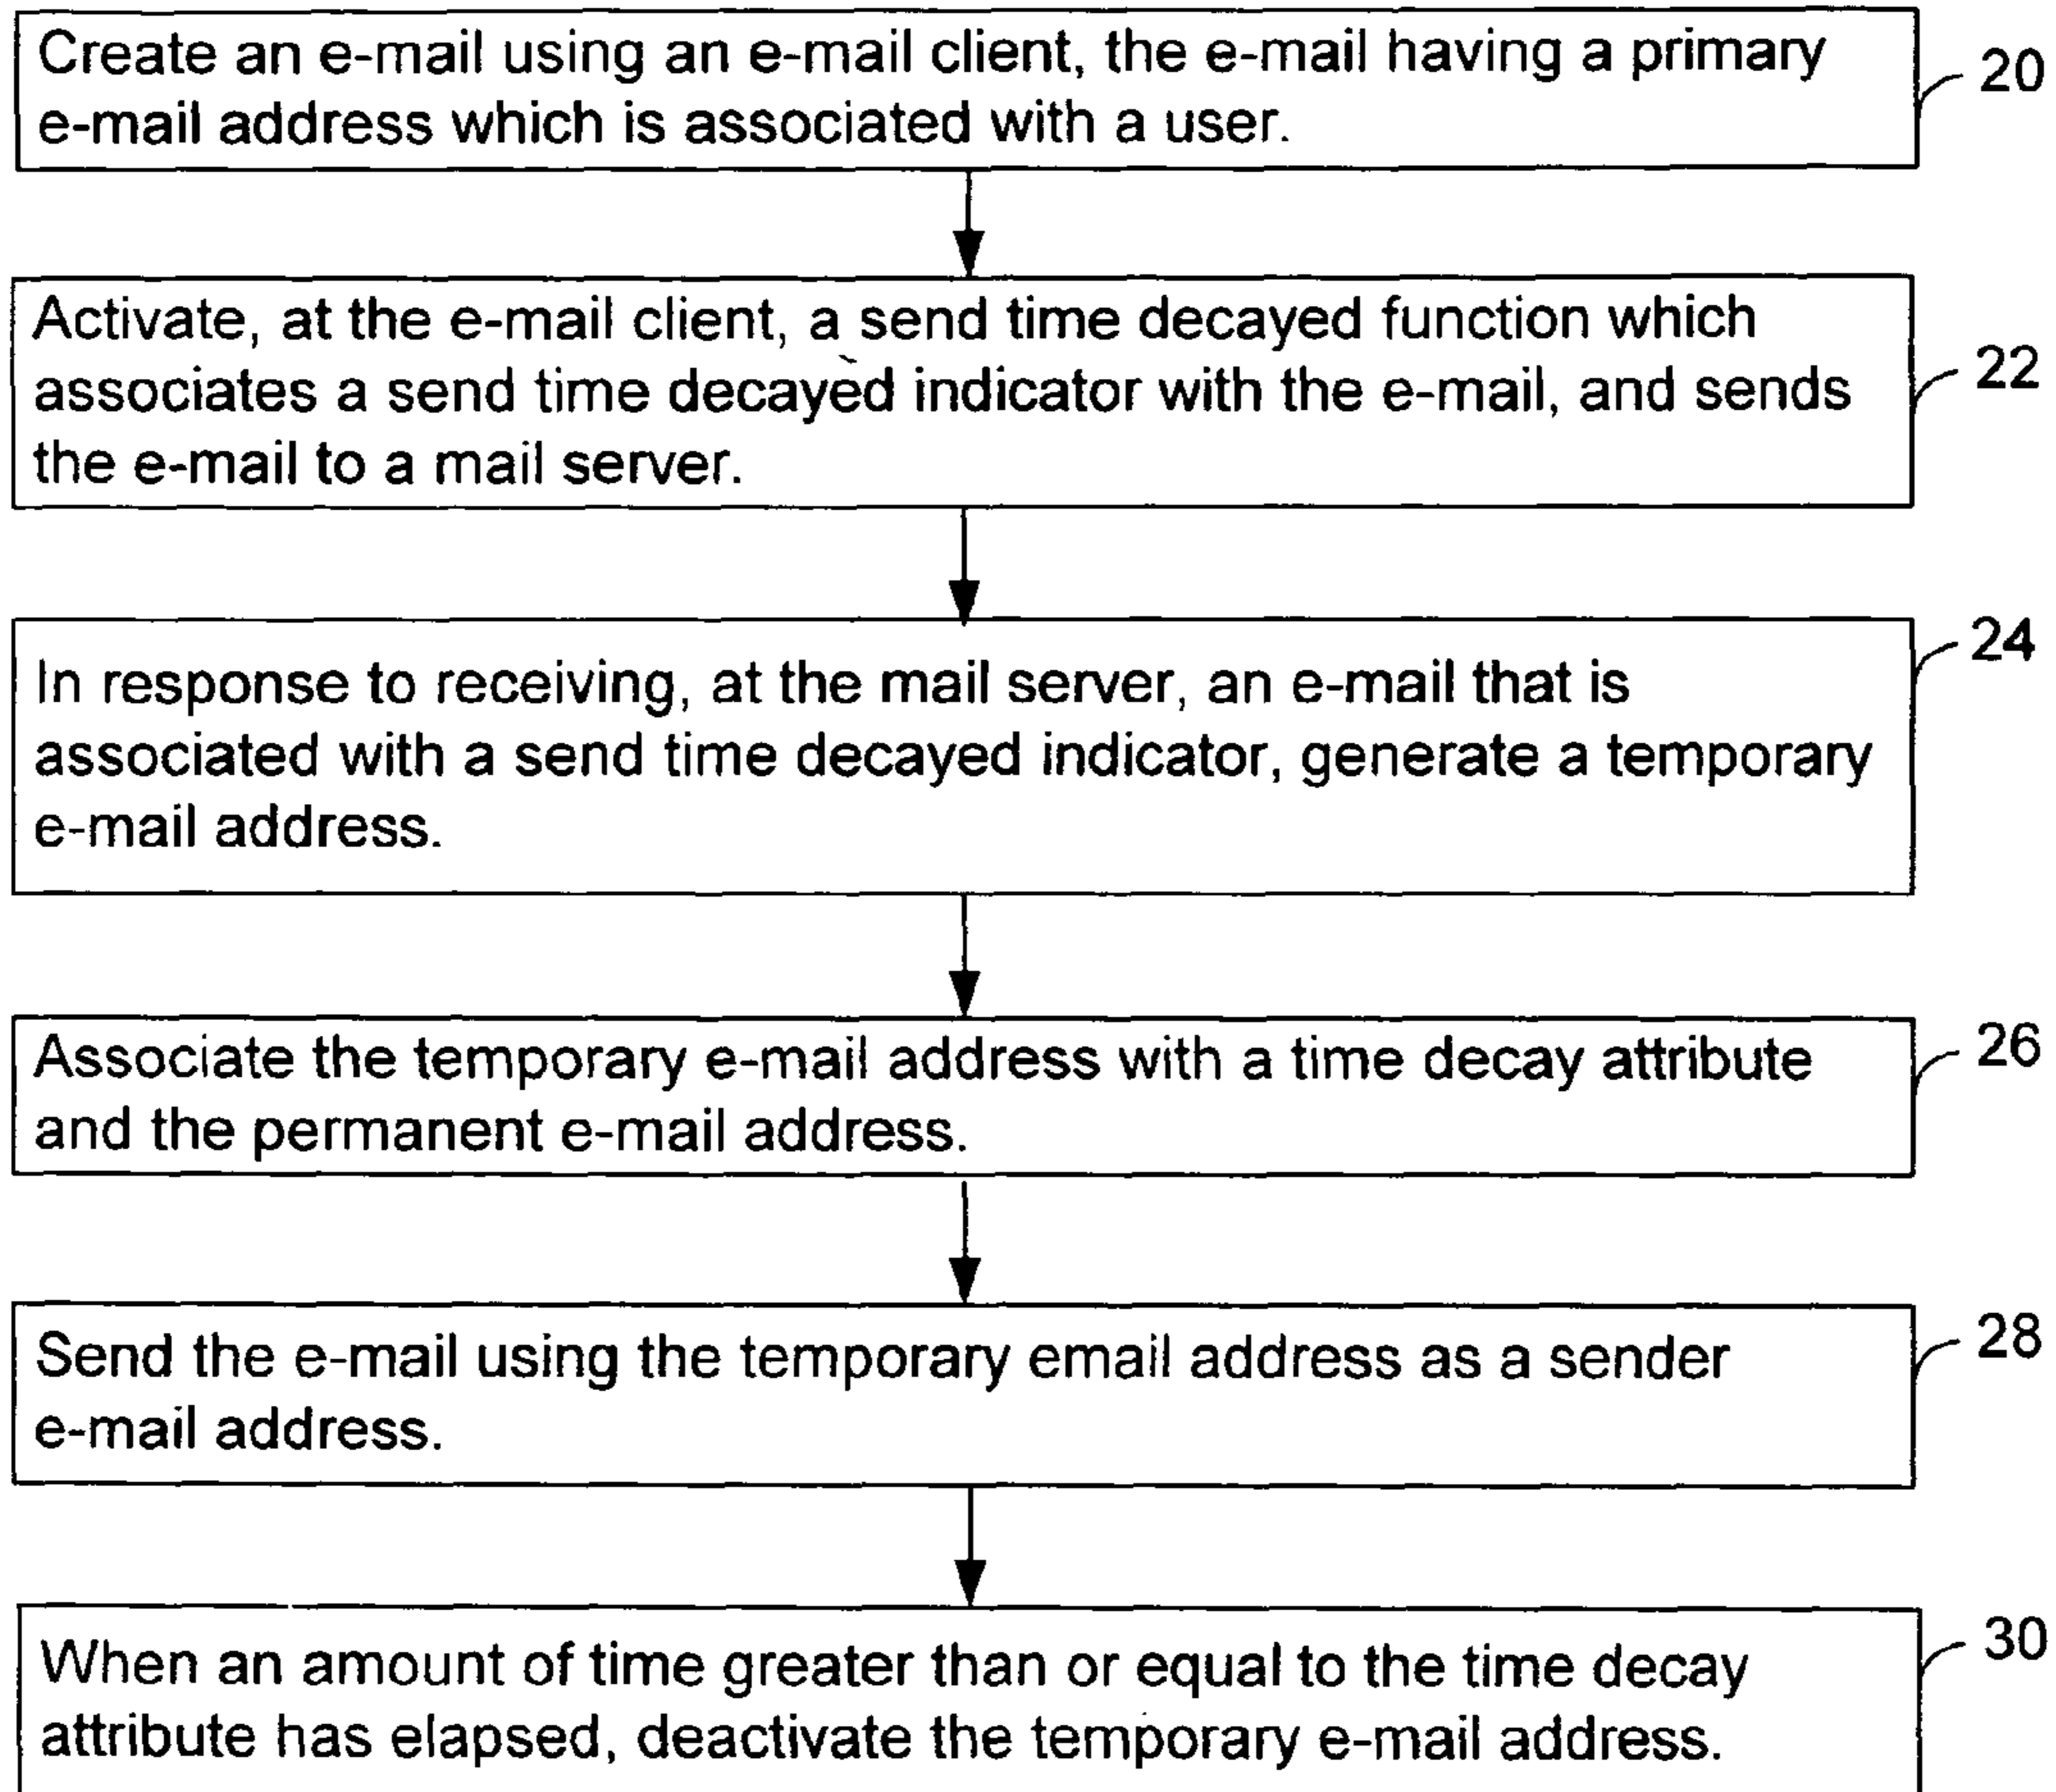 Create an e-mail using an e-mail client, the e-mail having a primary
e-mail address which is associated with a user.
20
Activate, at the e-mail client, a send time decayed function which
associates a send time decayed indicator with the e-mail, and sends
the e-mail to a mail server.
22
In response to receiving, at the mail server, an e-mail that is
associated with a send time decayed indicator, generate a temporary
e-mail address.
24
Associate the temporary e-mail address with a time decay attribute
and the permanent e-mail address.
26
Send the e-mail using the temporary email address as a sender
e-mail address.
28
When an amount of time greater than or equal to the time decay
attribute has elapsed, deactivate the temporary e-mail address.
30